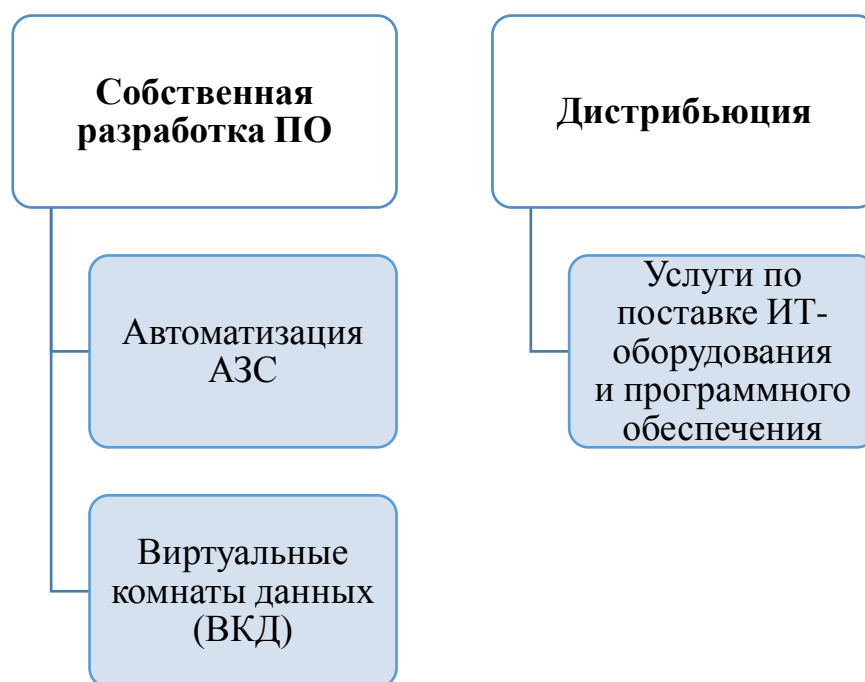 Собственная
разработка ПО
Автоматизация
АЗС
Виртуальные
комнаты данных
(ВКД)
Дистрибьюция
Услуги по
поставке ИТ-
оборудования
и программного
обеспечения